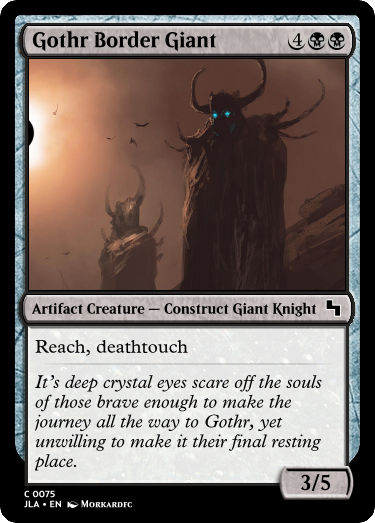 Gothr Border Giant 4
Artifact Creature — Construct Giant Knight
Reach, deathtouch
It's deep crystal eyes scare off the souls
of those brave enough to make the
journey all the way to Gothr, yet
unwilling to make it their final resting
place.
3/5
C 0075
JLA • EN MORKARDFC